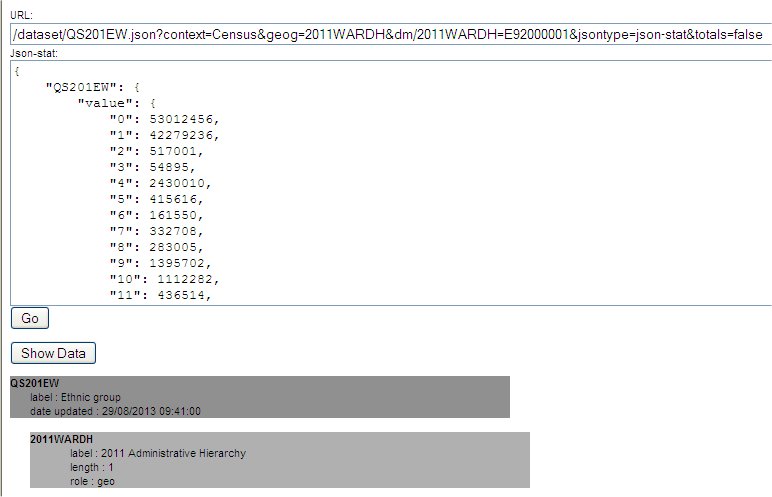 URL:
/dataset/QS201EW.json?context=Census&geog=2011WARDH&dm/2011WARDH=E92000001&jsontype=json-stat&totals=false
Json-stat:
{
"QS201EW": {
"value": {
"0": 53012456,
"1": 42279236,
"2": 517001,
"3": 54895,
"4": 2430010,
"5": 415616,
"6": 161550,
"7": 332708,
"8": 283005,
"9": 1395702,
"10": 1112282,
"11": 436514,
Go
Show Data
QS201EW
label : Ethnic group
date updated : 29/08/2013 09:41:00
2011WARDH
label : 2011 Administrative Hierarchy
length : 1
role : geo